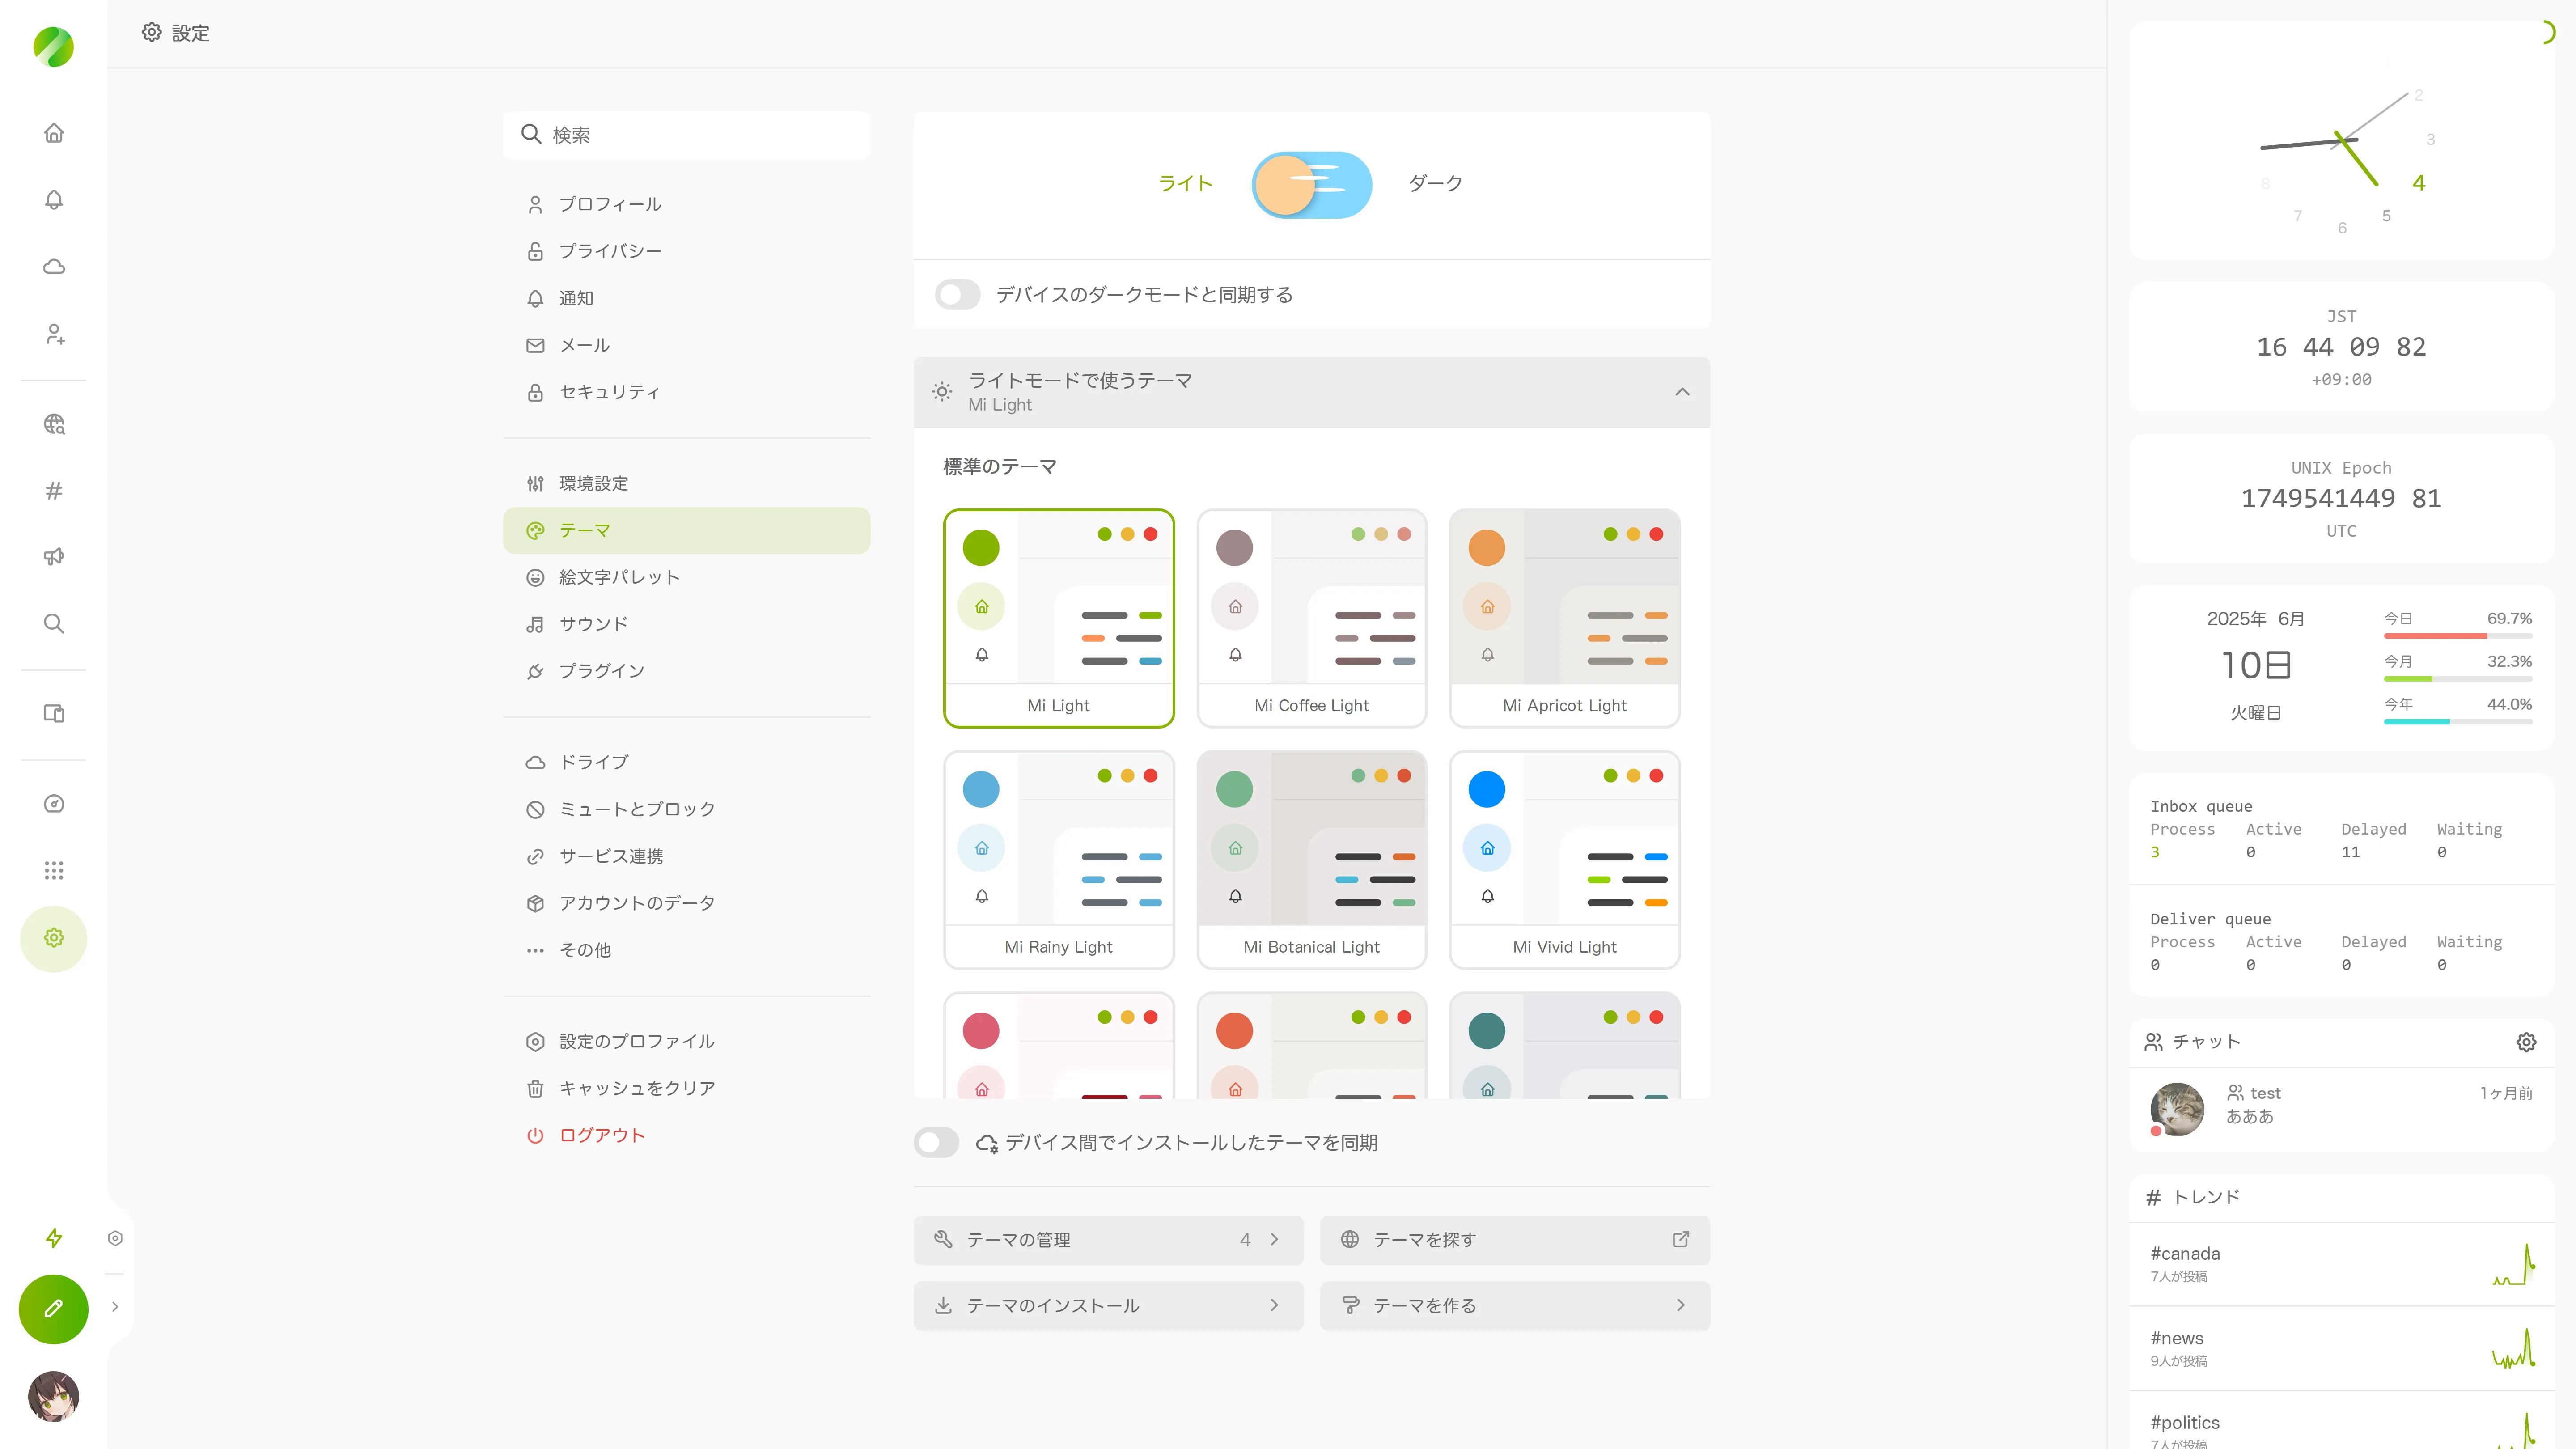 設定
検索
プロフィール
プライバシー
通知
メール
セキュリティ
環境設定
テーマ
絵文字パレット
サウンド
プラグイン
ドライブ
ミュートとブロック
サービス連携
アカウントのデータ
その他
設定のプロファイル
キャッシュをクリア
ログアウト
ライト
ダーク
デバイスのダークモードと同期する
ライトモードで使うテーマ
Mi Light
標準のテーマ
Mi Light
Mi Coffee Light
Mi Apricot Light
Mi Rainy Light
Mi Botanical Light
Mi Vivid Light
デバイス間でインストールしたテーマを同期
テーマの管理 4
テーマを探す
テーマのインストール
テーマを作る
2
3
4
5
6
7
8
JST
16 44 09 82
+09:00
UNIX Epoch
1749541449 81
UTC
2025年 6月
10日
火曜日
今日 69.7%
今月 32.3%
今年 44.0%
Inbox queue
Process Active Delayed Waiting
3 0 11 0
Deliver queue
Process Active Delayed Waiting
0 0 0 0
チャット
test 1ヶ月前
あああ
# トレンド
#canada
7人が投稿
#news
9人が投稿
#politics
7人が投稿